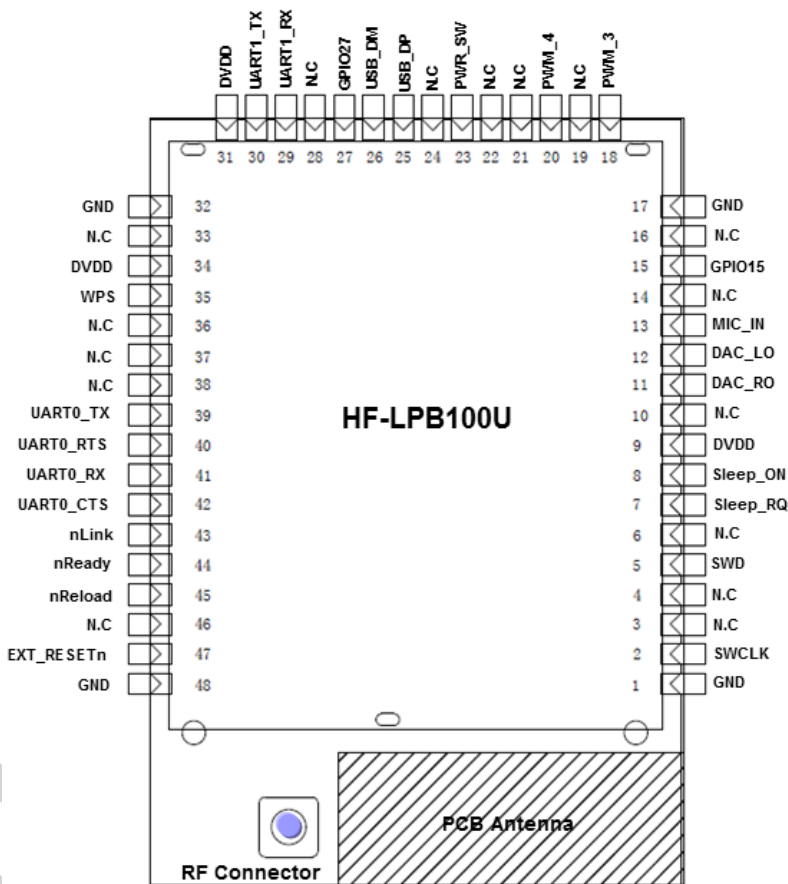 DVDD UART1_TX UART1_RX N.C GPIO27 USB_DM USB_DP N.C PWR_SW N.C N.C PWM_4 N.C PWM_3
31 30 29 28 27 26 25 24 23 22 21 20 19 18
GND 32 17 GND
N.C 33 16 N.C
DVDD 34 15 GPIO15
WPS 35 14 N.C
N.C 36 13 MIC_IN
N.C 37 12 DAC_LO
N.C 38 11 DAC_RO
UART0_TX 39 HF-LPB100U 10 N.C
UART0_RTS 40 9 DVDD
UART0_RX 41 8 Sleep_ON
UART0_CTS 42 7 Sleep_RQ
nLink 43 6 N.C
nReady 44 5 SWD
nReload 45 4 N.C
N.C 46 3 N.C
EXT_RESETn 47 2 SWCLK
GND 48 1 GND
PCB Antenna
RF Connector